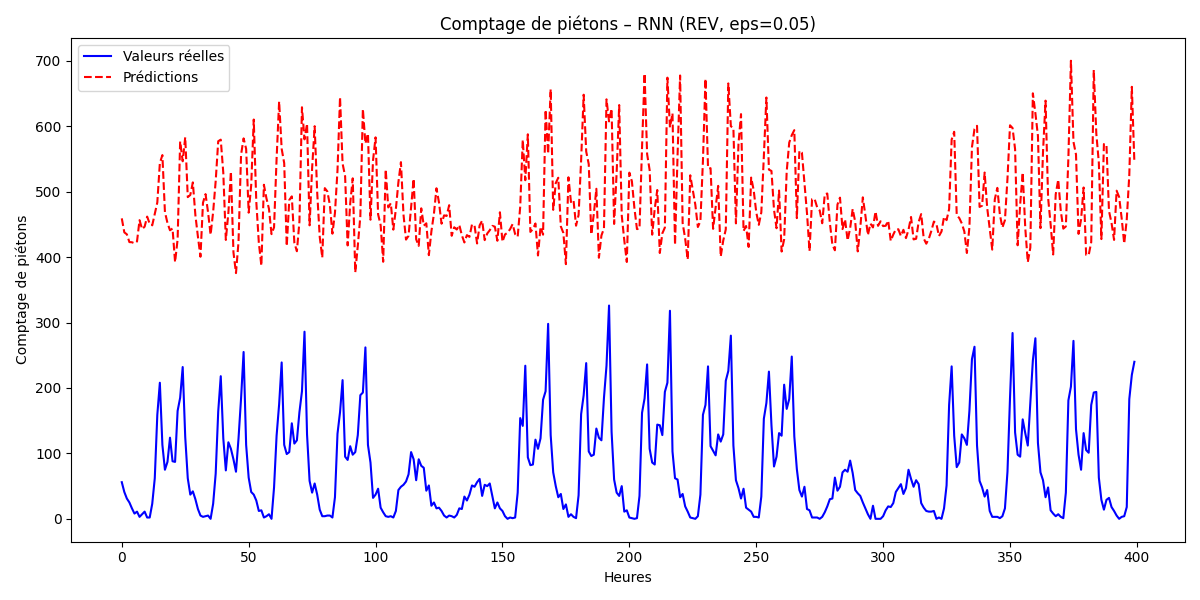 Comptage de piétons – RNN (REV, eps=0.05)
Valeurs réelles
Prédictions
Comptage de piétons
700
600
500
400
300
200
100
0
0 50 100 150 200 250 300 350 400
Heures